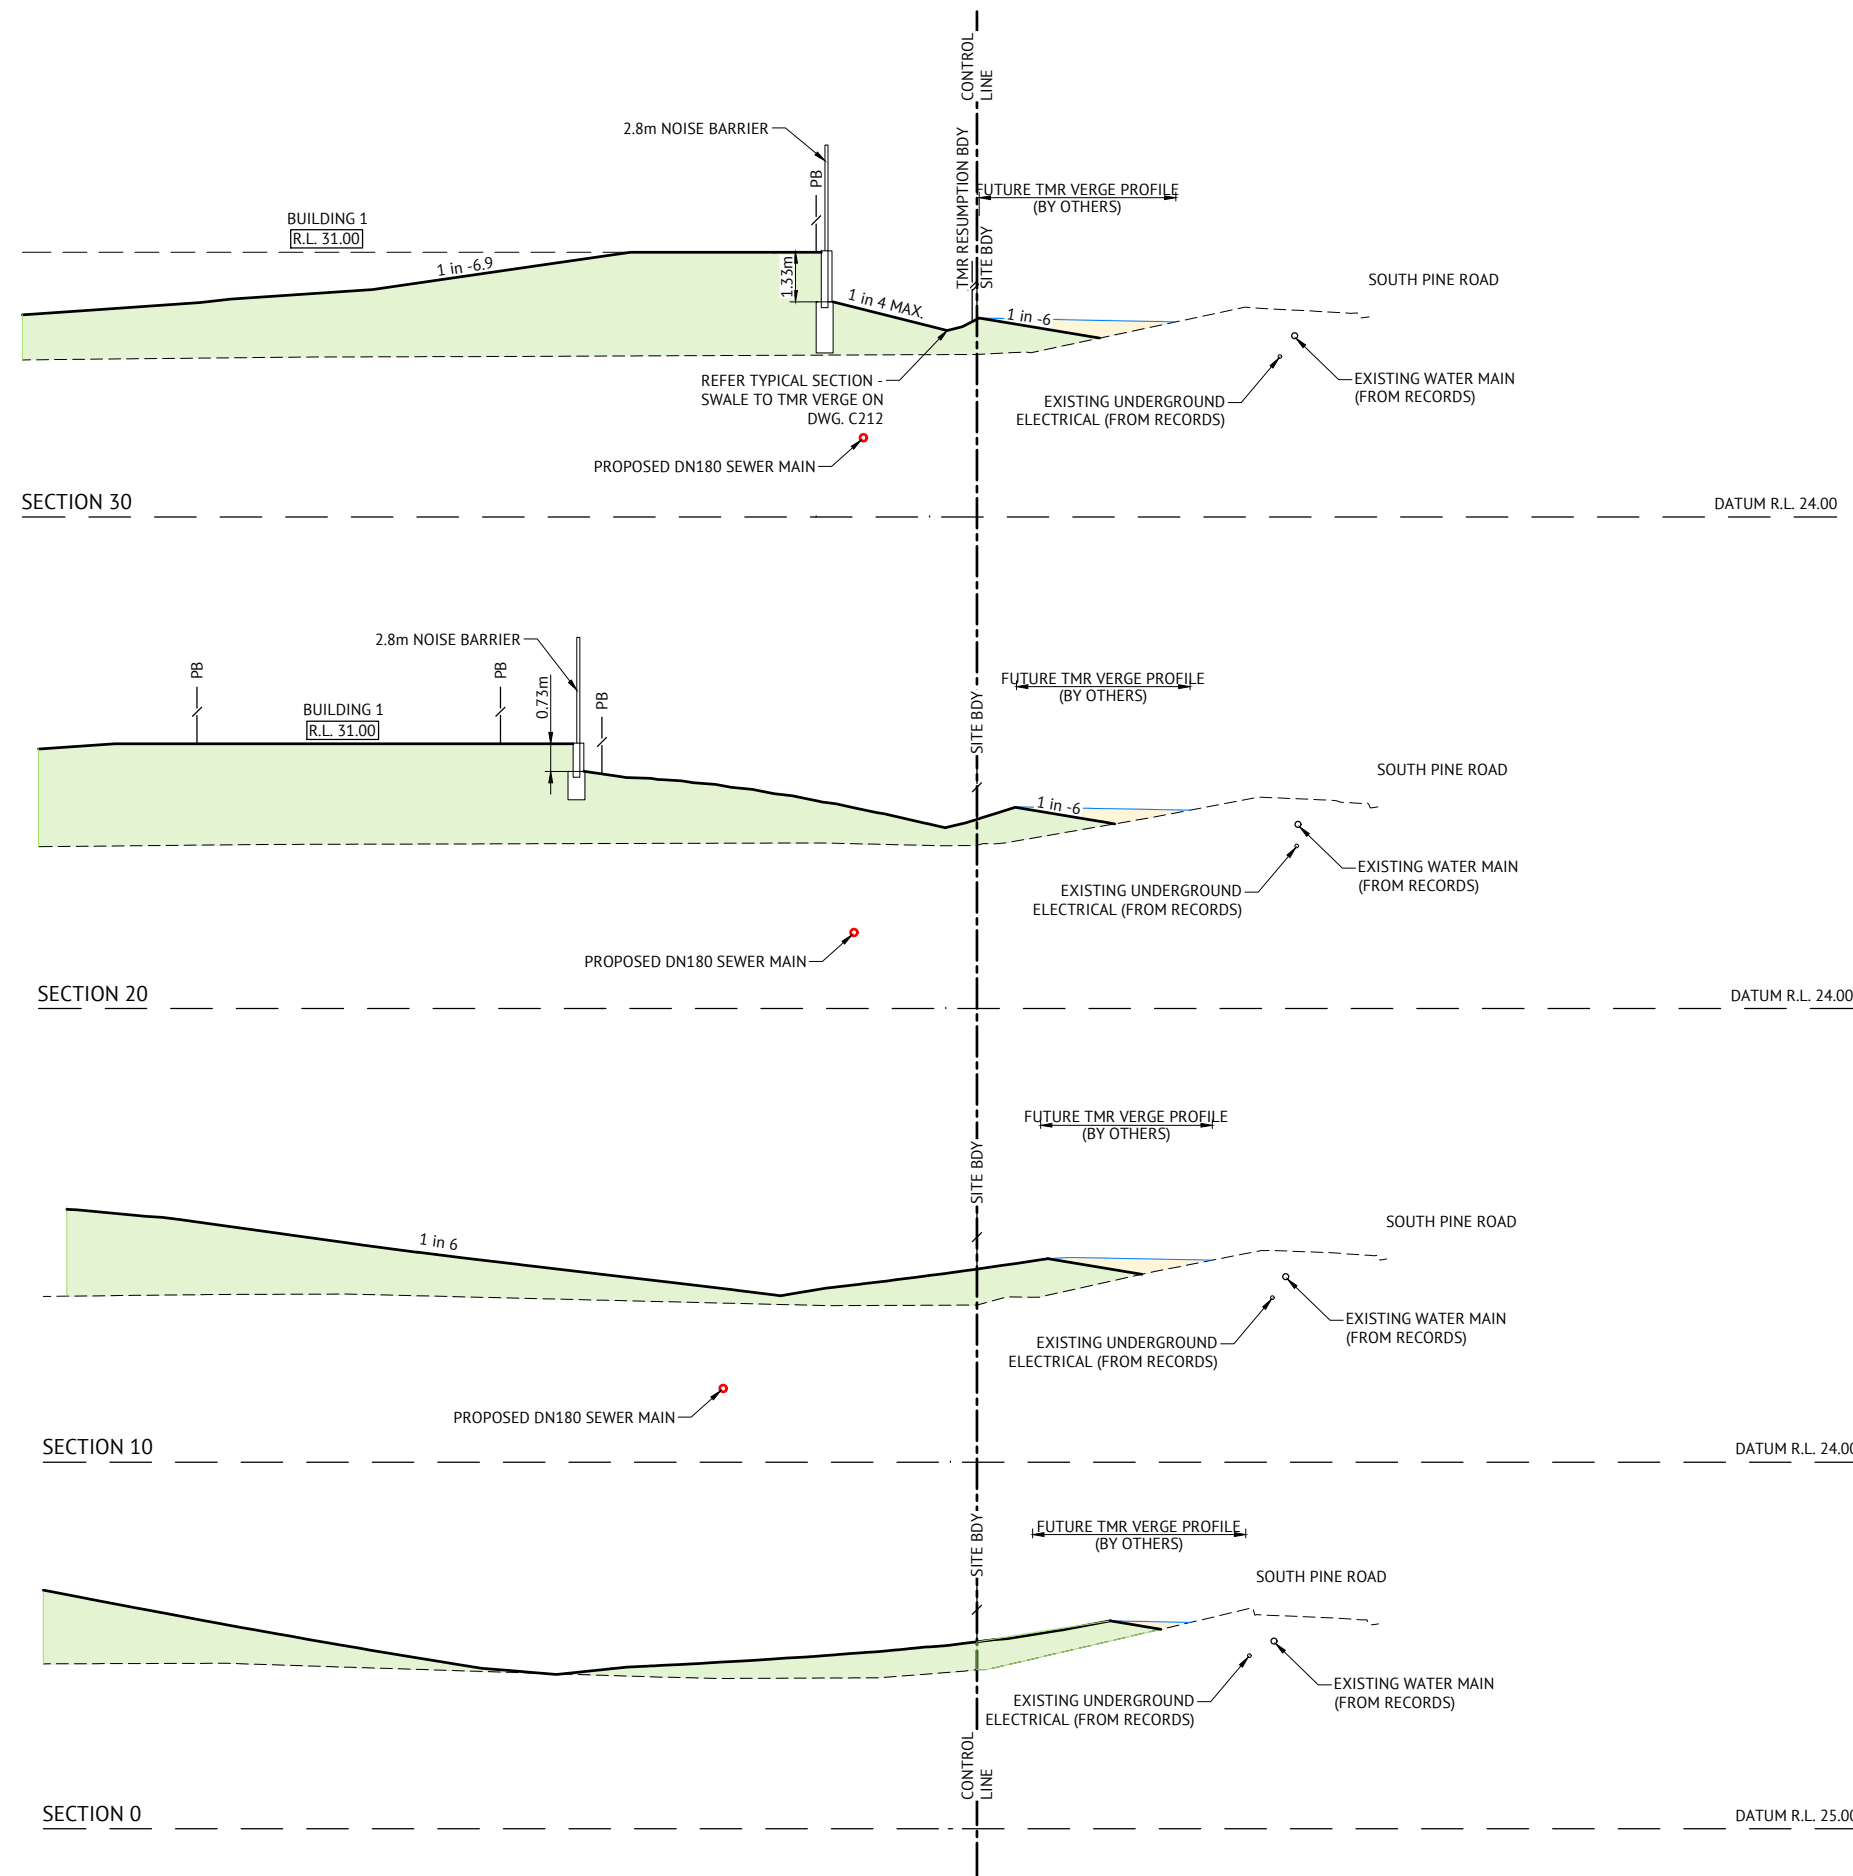 CONTROL
LINE
2.8m NOISE BARRIER
PB
TMR RESUMPTION BDY
SITE BDY
FUTURE TMR VERGE PROFILE
(BY OTHERS)
BUILDING 1
R.L. 31.00
1 in -6.9
1.33m
1 in 4 MAX.
1 in -6
SOUTH PINE ROAD
REFER TYPICAL SECTION -
SWALE TO TMR VERGE ON
DWG. C212
EXISTING UNDERGROUND
ELECTRICAL (FROM RECORDS)
EXISTING WATER MAIN
(FROM RECORDS)
PROPOSED DN180 SEWER MAIN
SECTION 30
DATUM R.L. 24.00
2.8m NOISE BARRIER
PB
PB
0.73m
PB
BUILDING 1
R.L. 31.00
SITE BDY
FUTURE TMR VERGE PROFILE
(BY OTHERS)
1 in -6
SOUTH PINE ROAD
EXISTING WATER MAIN
(FROM RECORDS)
EXISTING UNDERGROUND
ELECTRICAL (FROM RECORDS)
PROPOSED DN180 SEWER MAIN
SECTION 20
DATUM R.L. 24.00
FUTURE TMR VERGE PROFILE
(BY OTHERS)
SITE BDY
1 in 6
SOUTH PINE ROAD
EXISTING WATER MAIN
(FROM RECORDS)
EXISTING UNDERGROUND
ELECTRICAL (FROM RECORDS)
PROPOSED DN180 SEWER MAIN
SECTION 10
DATUM R.L. 24.00
SITE BDY
FUTURE TMR VERGE PROFILE
(BY OTHERS)
SOUTH PINE ROAD
EXISTING WATER MAIN
(FROM RECORDS)
EXISTING UNDERGROUND
ELECTRICAL (FROM RECORDS)
CONTROL
LINE
SECTION 0
DATUM R.L. 25.00